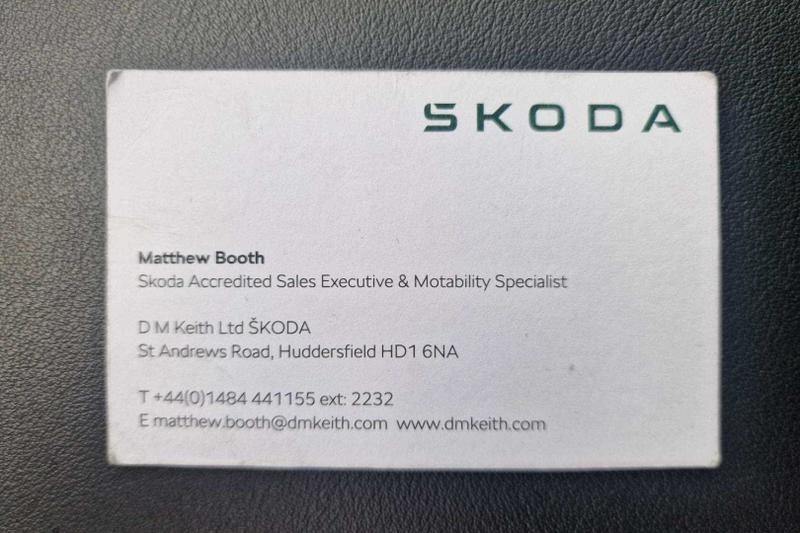 ŠKODA
Matthew Booth
Skoda Accredited Sales Executive & Motability Specialist
D M Keith Ltd ŠKODA
St Andrews Road, Huddersfield HD1 6NA
T +44(0)1484 441155 ext: 2232
E matthew.booth@dmkeith.com  www.dmkeith.com